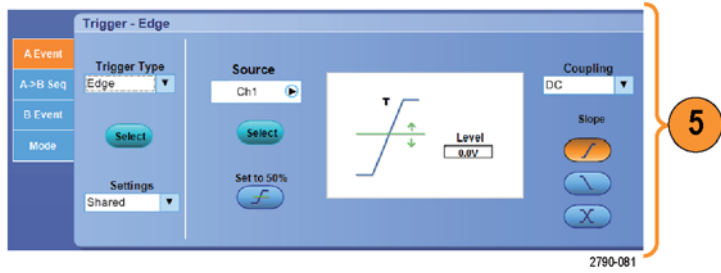 Trigger - Edge
A Event
A->B Seq
B Event
Mode
Trigger Type
Edge
Select
Settings
Shared
Source
Ch1
Select
Set to 50%
T
Level
0.0V
Coupling
DC
Slope
5
2790-081